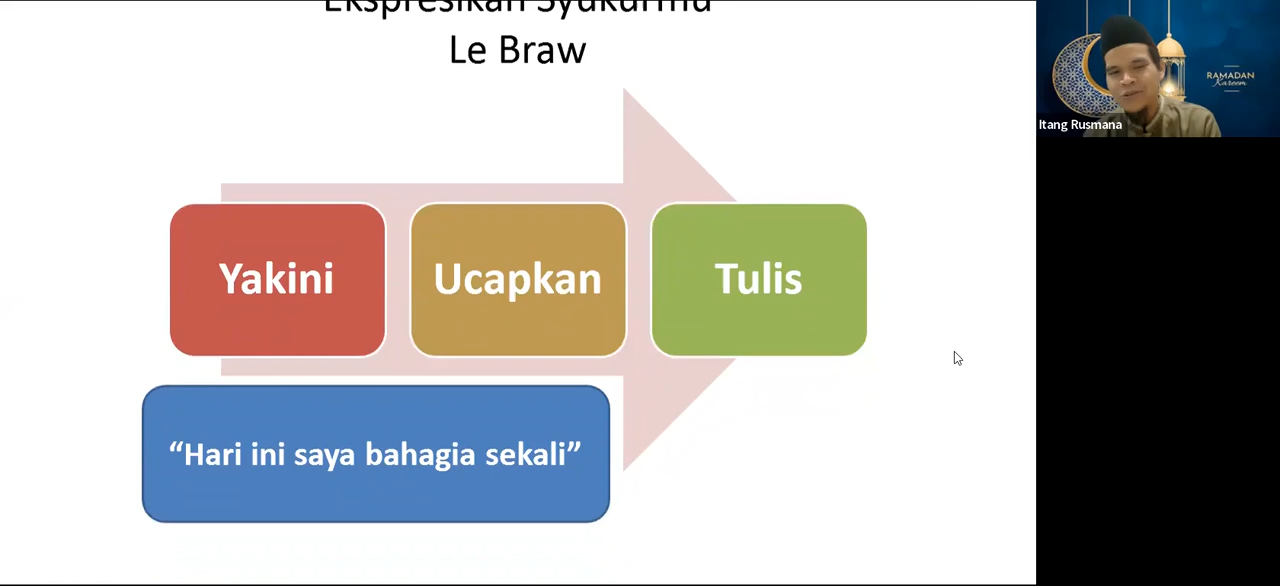 Ekspresikan Syukurmu
Le Braw
Yakini
Ucapkan
Tulis
“Hari ini saya bahagia sekali”
RAMADAN
Kareem
Itang Rusmana